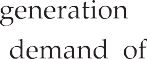 generation
demand of